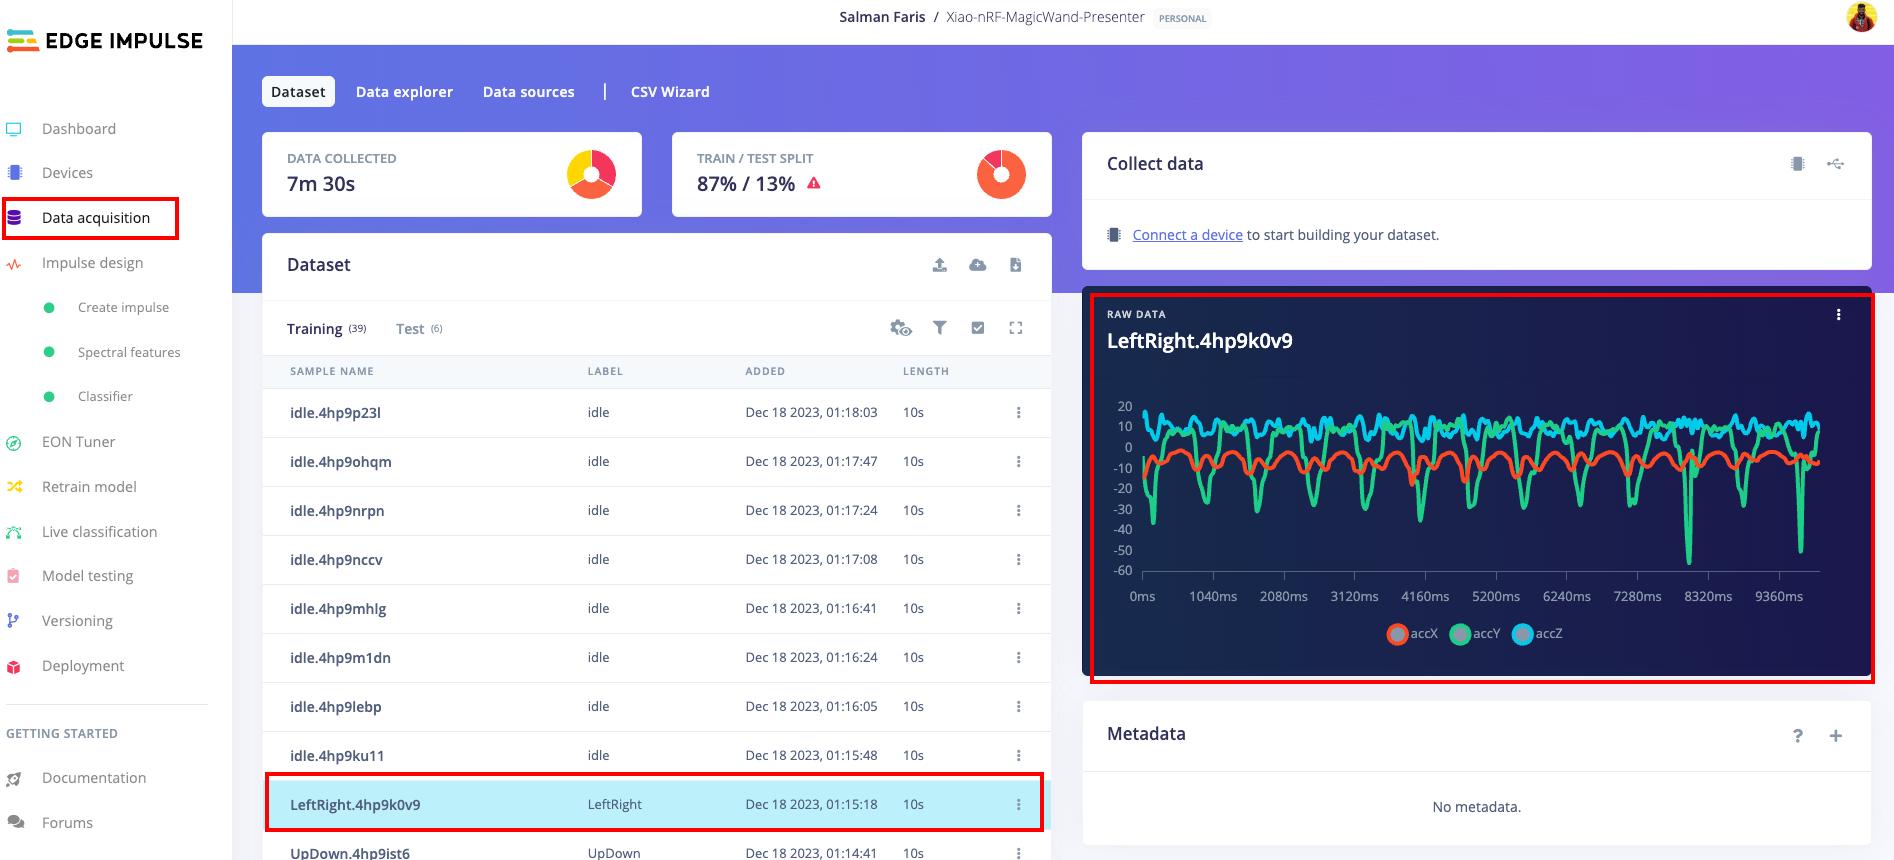 EDGE IMPULSE
Dashboard
Devices
Data acquisition
Impulse design
Create impulse
Spectral features
Classifier
EON Tuner
Retrain model
Live classification
Model testing
Versioning
Deployment
GETTING STARTED
Documentation
Forums
Salman Faris / Xiao-nRF-MagicWand-Presenter PERSONAL
Dataset Data explorer Data sources | CSV Wizard
DATA COLLECTED
7m 30s
TRAIN / TEST SPLIT
87% / 13%
Dataset
Training (39) Test (6)
SAMPLE NAME LABEL ADDED LENGTH
idle.4hp9p23l idle Dec 18 2023, 01:18:03 10s
idle.4hp9ohqm idle Dec 18 2023, 01:17:47 10s
idle.4hp9nrpn idle Dec 18 2023, 01:17:24 10s
idle.4hp9nccv idle Dec 18 2023, 01:17:08 10s
idle.4hp9mhlg idle Dec 18 2023, 01:16:41 10s
idle.4hp9m1dn idle Dec 18 2023, 01:16:24 10s
idle.4hp9lebp idle Dec 18 2023, 01:16:05 10s
idle.4hp9ku11 idle Dec 18 2023, 01:15:48 10s
LeftRight.4hp9k0v9 LeftRight Dec 18 2023, 01:15:18 10s
UpDown.4hp9ist6 UpDown Dec 18 2023, 01:14:41 10s
Collect data
Connect a device to start building your dataset.
RAW DATA
LeftRight.4hp9k0v9
20
10
0
-10
-20
-30
-40
-50
-60
0ms 1040ms 2080ms 3120ms 4160ms 5200ms 6240ms 7280ms 8320ms 9360ms
accX accY accZ
Metadata
? +
No metadata.